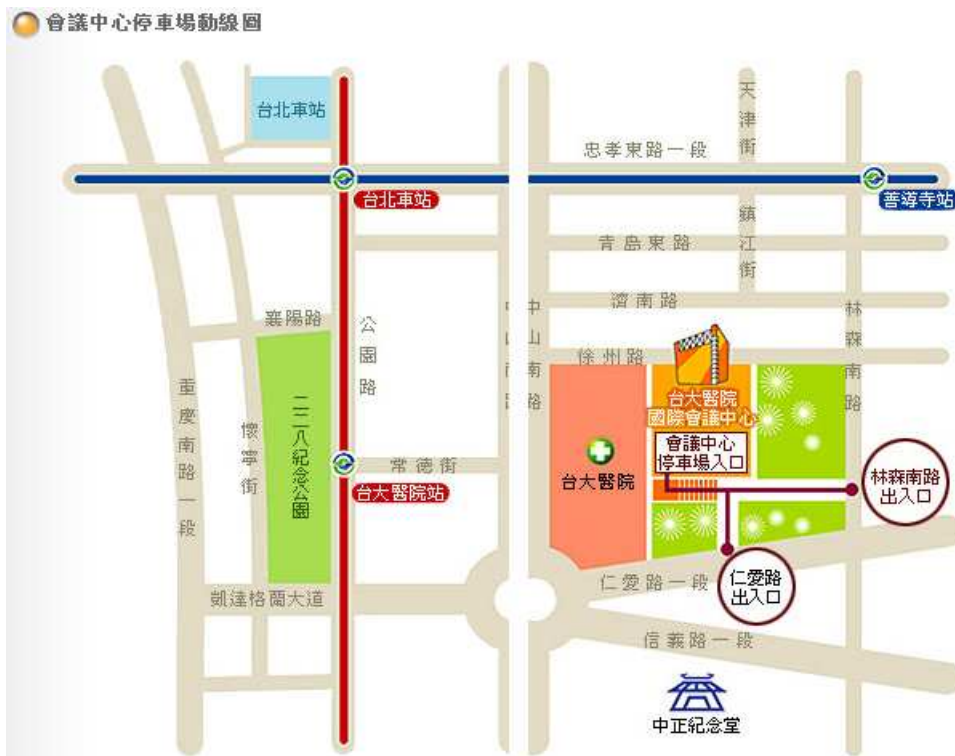 會議中心停車場動線圖
台北車站
天津街
忠孝東路一段
台北車站
善導寺站
鎮江街
青島東路
濟南路
襄陽路
公園路
中山南路
中山南路
林森南路
徐州路
重慶南路一段
懷寧街
二二八紀念公園
台大醫院
國際會議中心
會議中心
停車場入口
常德街
台大醫院站
台大醫院
林森南路
出入口
仁愛路一段
仁愛路
出入口
凱達格蘭大道
信義路一段
中正紀念堂